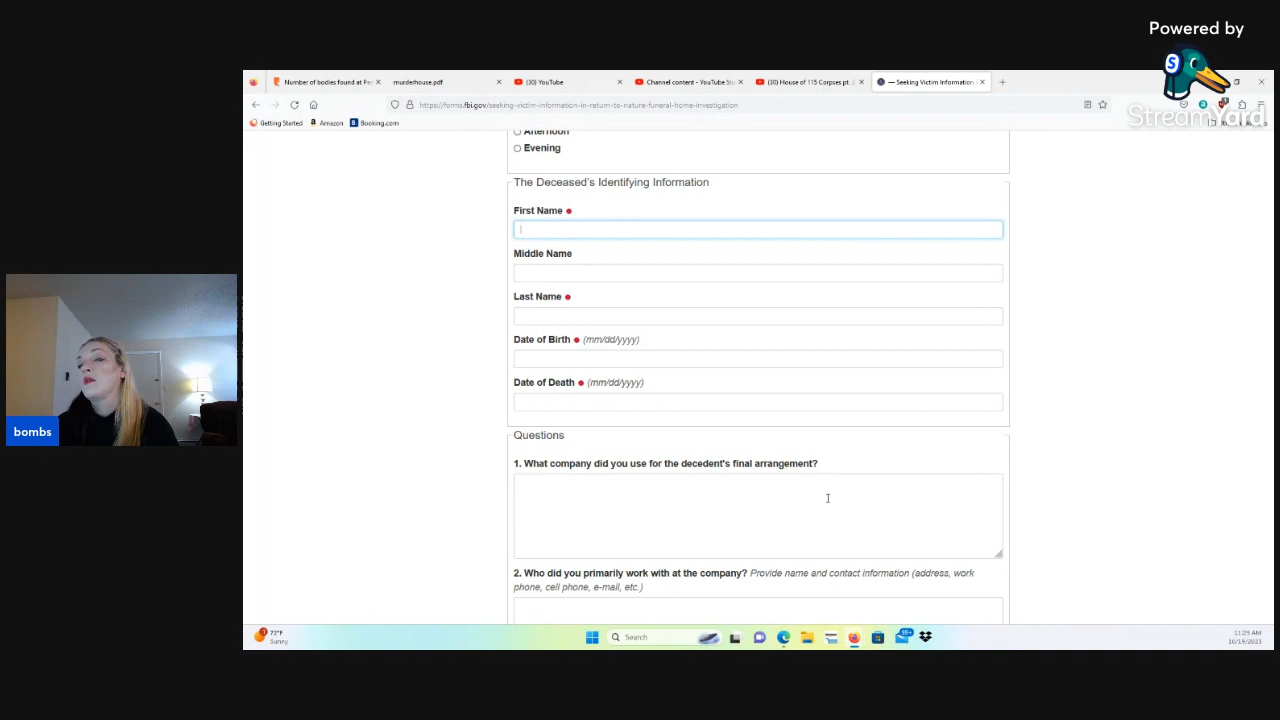 Powered by
S
StreamYard
Number of bodies found at Pen
murderhouse.pdf
(30) YouTube
Channel content - YouTube Stu
(30) House of 115 Corpses pt. 2
— Seeking Victim Information i
https://forms.fbi.gov/seeking-victim-information-in-return-to-nature-funeral-home-investigation
Getting Started
Amazon
Booking.com
Afternoon
Evening
The Deceased's Identifying Information
First Name
Middle Name
Last Name
Date of Birth (mm/dd/yyyy)
Date of Death (mm/dd/yyyy)
Questions
1. What company did you use for the decedent's final arrangement?
2. Who did you primarily work with at the company? Provide name and contact information (address, work
phone, cell phone, e-mail, etc.)
bombs
72°F
Sunny
Search
11:25 AM
10/19/2023